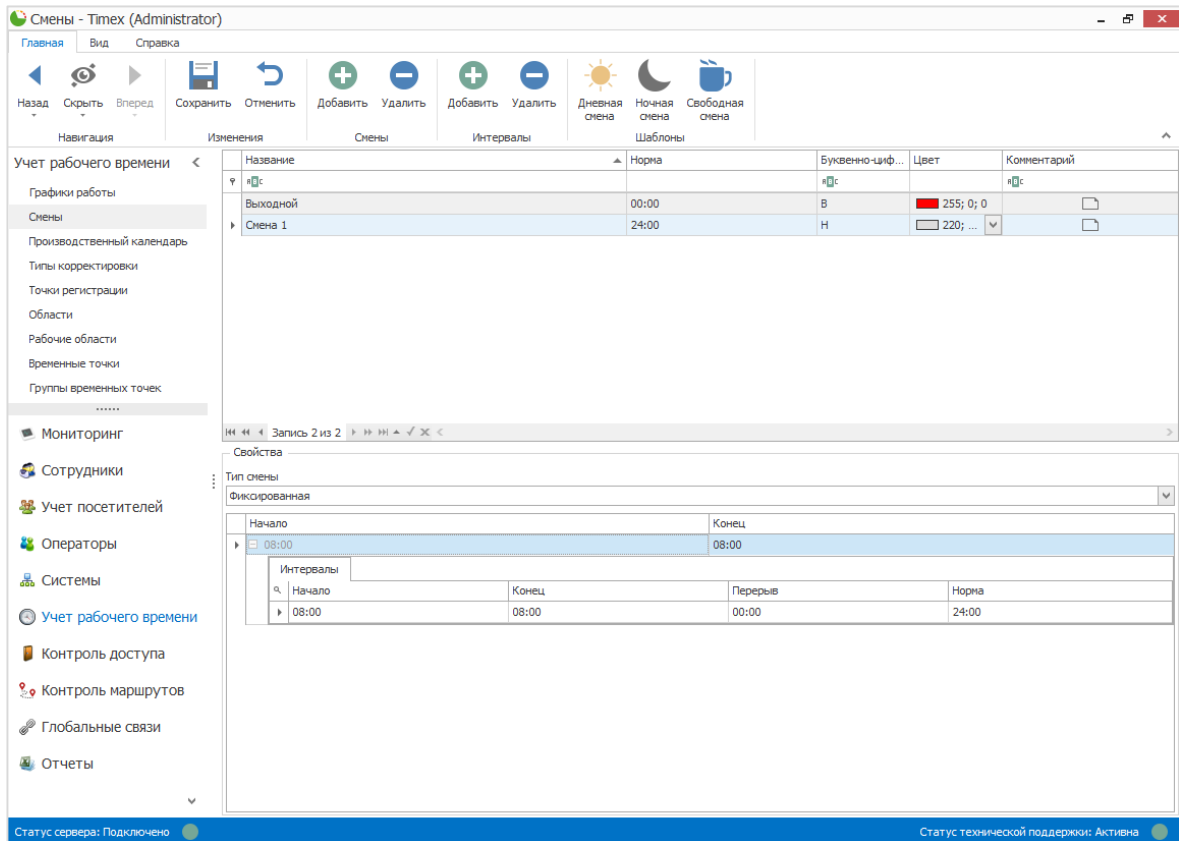 Смены - Timex (Administrator)
Главная Вид Справка
Назад Скрыть Вперед Сохранить Отменить Добавить Удалить Добавить Удалить Дневная смена Ночная смена Свободная смена
Навигация Изменения Смены Интервалы Шаблоны
Учет рабочего времени
Графики работы
Смены
Производственный календарь
Типы корректировки
Точки регистрации
Области
Рабочие области
Временные точки
Группы временных точек
Мониторинг
Сотрудники
Учет посетителей
Операторы
Системы
Учет рабочего времени
Контроль доступа
Контроль маршрутов
Глобальные связи
Отчеты
Название Норма Буквенно-циф... Цвет Комментарий
Выходной 00:00 В 255; 0; 0
Смена 1 24:00 Н 220; ...
Запись 2 из 2
Свойства
Тип смены
Фиксированная
Начало Конец
08:00 08:00
Интервалы
Начало Конец Перерыв Норма
08:00 08:00 00:00 24:00
Статус сервера: Подключено Статус технической поддержки: Активна